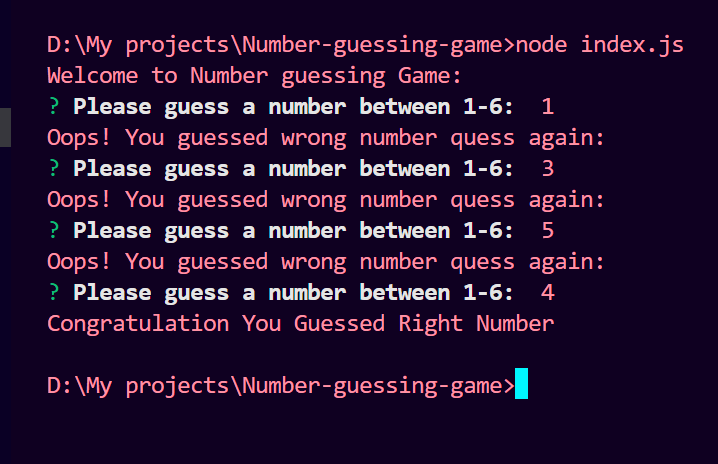 D:\My projects\Number-guessing-game>node index.js
Welcome to Number guessing Game:
? Please guess a number between 1-6:  1
Oops! You guessed wrong number quess again:
? Please guess a number between 1-6:  3
Oops! You guessed wrong number quess again:
? Please guess a number between 1-6:  5
Oops! You guessed wrong number quess again:
? Please guess a number between 1-6:  4
Congratulation You Guessed Right Number
D:\My projects\Number-guessing-game>